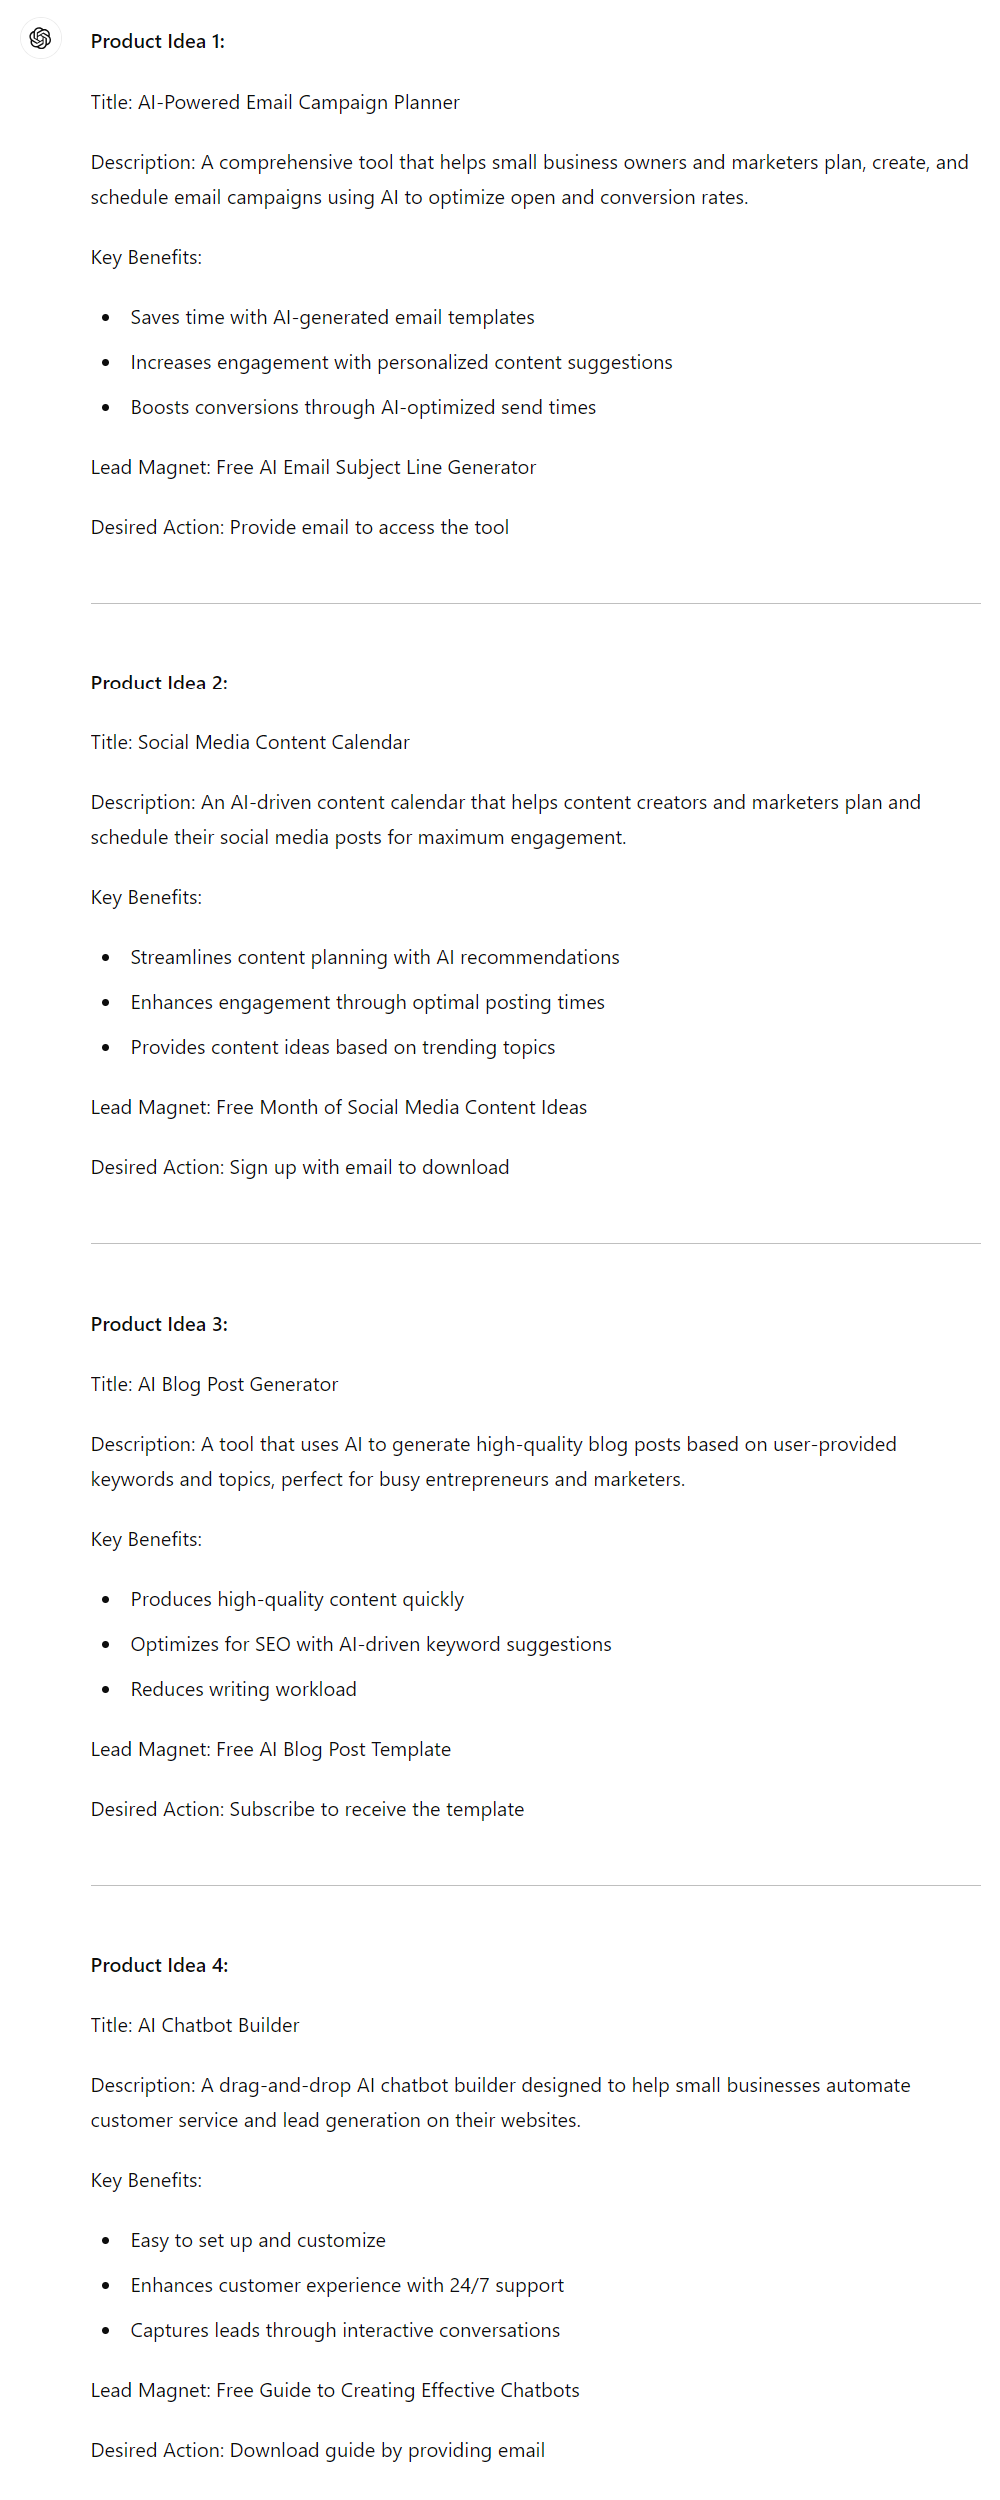 Product Idea 1:
Title: AI-Powered Email Campaign Planner
Description: A comprehensive tool that helps small business owners and marketers plan, create, and
schedule email campaigns using AI to optimize open and conversion rates.
Key Benefits:
• Saves time with AI-generated email templates
• Increases engagement with personalized content suggestions
• Boosts conversions through AI-optimized send times
Lead Magnet: Free AI Email Subject Line Generator
Desired Action: Provide email to access the tool
Product Idea 2:
Title: Social Media Content Calendar
Description: An AI-driven content calendar that helps content creators and marketers plan and
schedule their social media posts for maximum engagement.
Key Benefits:
• Streamlines content planning with AI recommendations
• Enhances engagement through optimal posting times
• Provides content ideas based on trending topics
Lead Magnet: Free Month of Social Media Content Ideas
Desired Action: Sign up with email to download
Product Idea 3:
Title: AI Blog Post Generator
Description: A tool that uses AI to generate high-quality blog posts based on user-provided
keywords and topics, perfect for busy entrepreneurs and marketers.
Key Benefits:
• Produces high-quality content quickly
• Optimizes for SEO with AI-driven keyword suggestions
• Reduces writing workload
Lead Magnet: Free AI Blog Post Template
Desired Action: Subscribe to receive the template
Product Idea 4:
Title: AI Chatbot Builder
Description: A drag-and-drop AI chatbot builder designed to help small businesses automate
customer service and lead generation on their websites.
Key Benefits:
• Easy to set up and customize
• Enhances customer experience with 24/7 support
• Captures leads through interactive conversations
Lead Magnet: Free Guide to Creating Effective Chatbots
Desired Action: Download guide by providing email